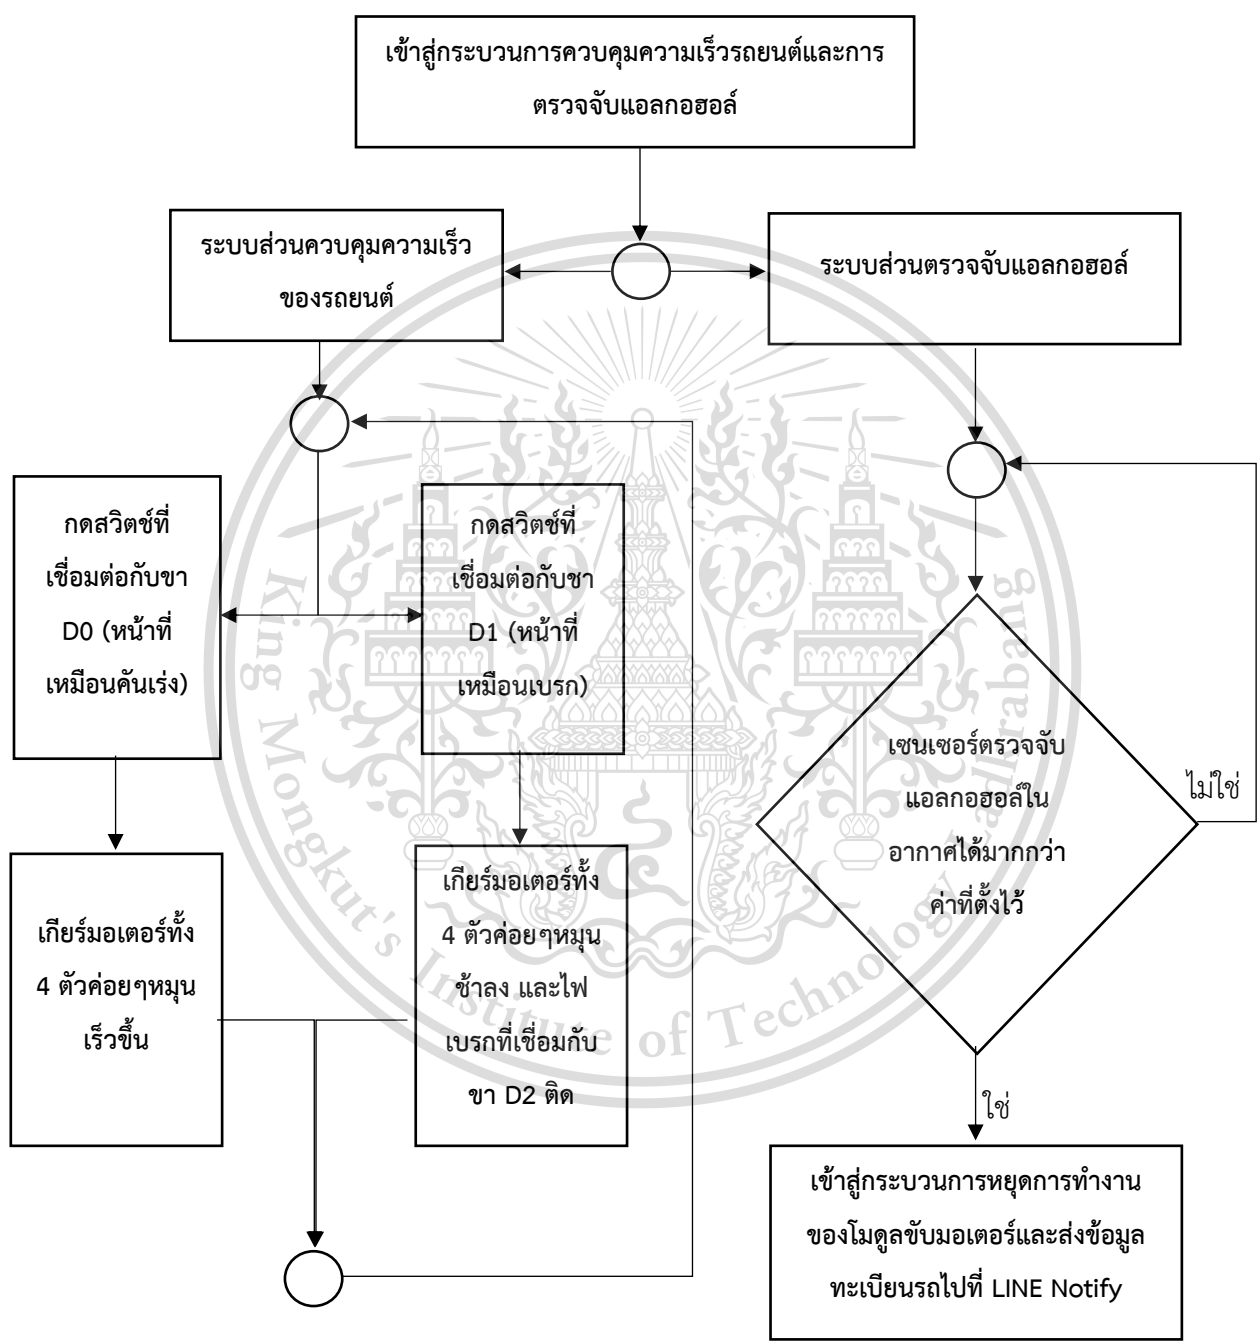 เข้าสู่กระบวนการควบคุมความเร็วรถยนต์และการ
ตรวจจับแอลกอฮอล์
ระบบส่วนควบคุมความเร็ว
ของรถยนต์
ระบบส่วนตรวจจับแอลกอฮอล์
กดสวิตช์ที่
เชื่อมต่อกับขา
D0 (หน้าที่
เหมือนคันเร่ง)
กดสวิตช์ที่
เชื่อมต่อกับชา
D1 (หน้าที่
เหมือนเบรก)
เซนเซอร์ตรวจจับ
แอลกอฮอล์ใน
อากาศได้มากกว่า
ค่าที่ตั้งไว้
ไม่ใช่
เกียร์มอเตอร์ทั้ง
4 ตัวค่อยๆหมุน
เร็วขึ้น
เกียร์มอเตอร์ทั้ง
4 ตัวค่อยๆหมุน
ช้าลง และไฟ
เบรกที่เชื่อมกับ
ขา D2 ติด
ใช่
เข้าสู่กระบวนการหยุดการทำงาน
ของโมดูลขับมอเตอร์และส่งข้อมูล
ทะเบียนรถไปที่ LINE Notify
King Mongkut's Institute of Technology Ladkrabang